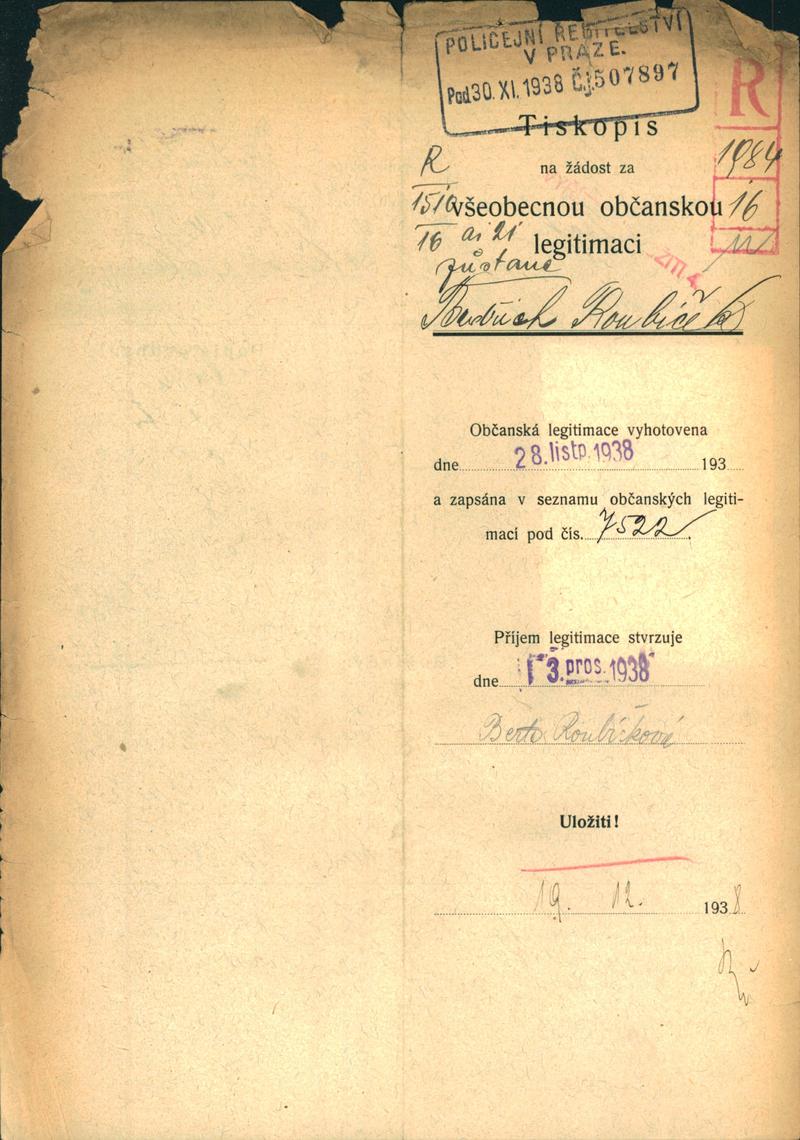 POLICEJNÍ ŘEDITELSTVÍ
V PRAZE.
Pod 30.XI.1938 Čj. 507897
R
Tiskopis
R
na žádost za
1984
1510
všeobecnou občanskou
16
16 ai 21
legitimaci
zůstane
Bedřich Roubíček
Občanská legitimace vyhotovena
dne 28. listp. 1938 193
a zapsána v seznamu občanských legiti-
mací pod čís. 7522
Příjem legitimace stvrzuje
dne 3. pros. 1938
Berta Roubíčková
Uložiti!
19. 12. 1938